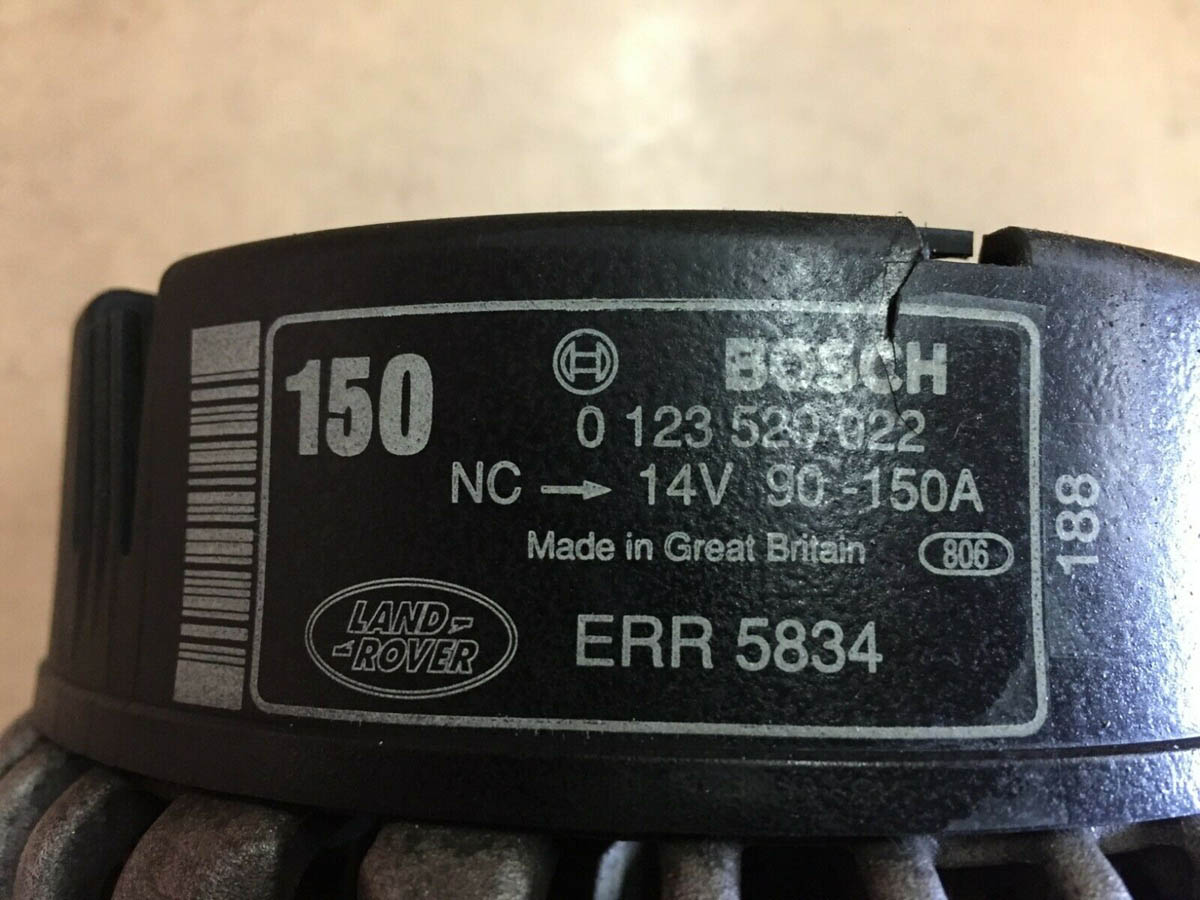 150
BOSCH
0 123 520 022
NC → 14V 90-150A
Made in Great Britain
806
188
LAND
ROVER
ERR 5834